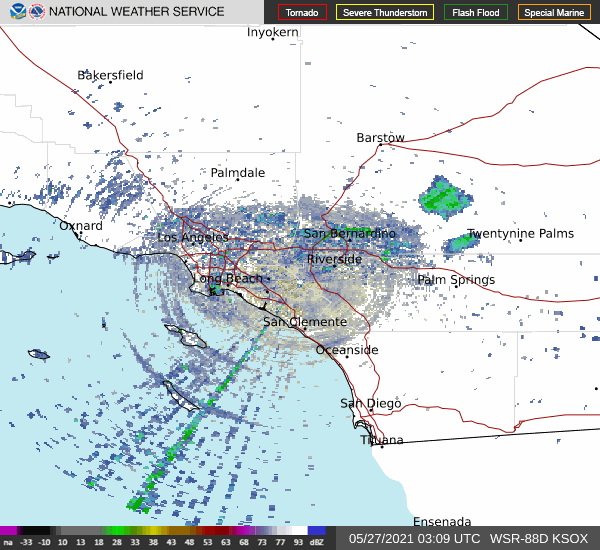 NATIONAL WEATHER SERVICE
Tornado
Severe Thunderstorm
Flash Flood
Special Marine
Inyokern
Bakersfield
Barstow
Palmdale
Oxnard
Los Angeles
San Bernardino
Twentynine Palms
Riverside
Long Beach
Palm Springs
San Clemente
Oceanside
San Diego
Tijuana
Ensenada
na -33 -10 10 13 18 28 33 38 43 48 53 63 68 73 77 93 dBZ
05/27/2021 03:09 UTC WSR-88D KSOX